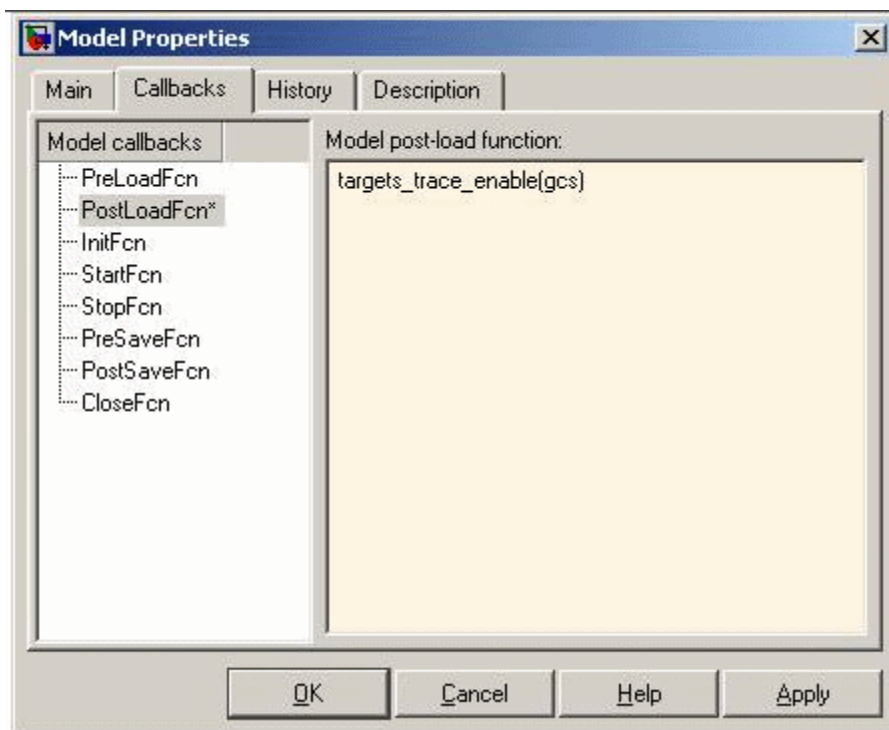 Model Properties
Main Callbacks History Description
Model callbacks
PreLoadFcn
PostLoadFcn*
InitFcn
StartFcn
StopFcn
PreSaveFcn
PostSaveFcn
CloseFcn
Model post-load function:
targets_trace_enable(gcs)
OK Cancel Help Apply